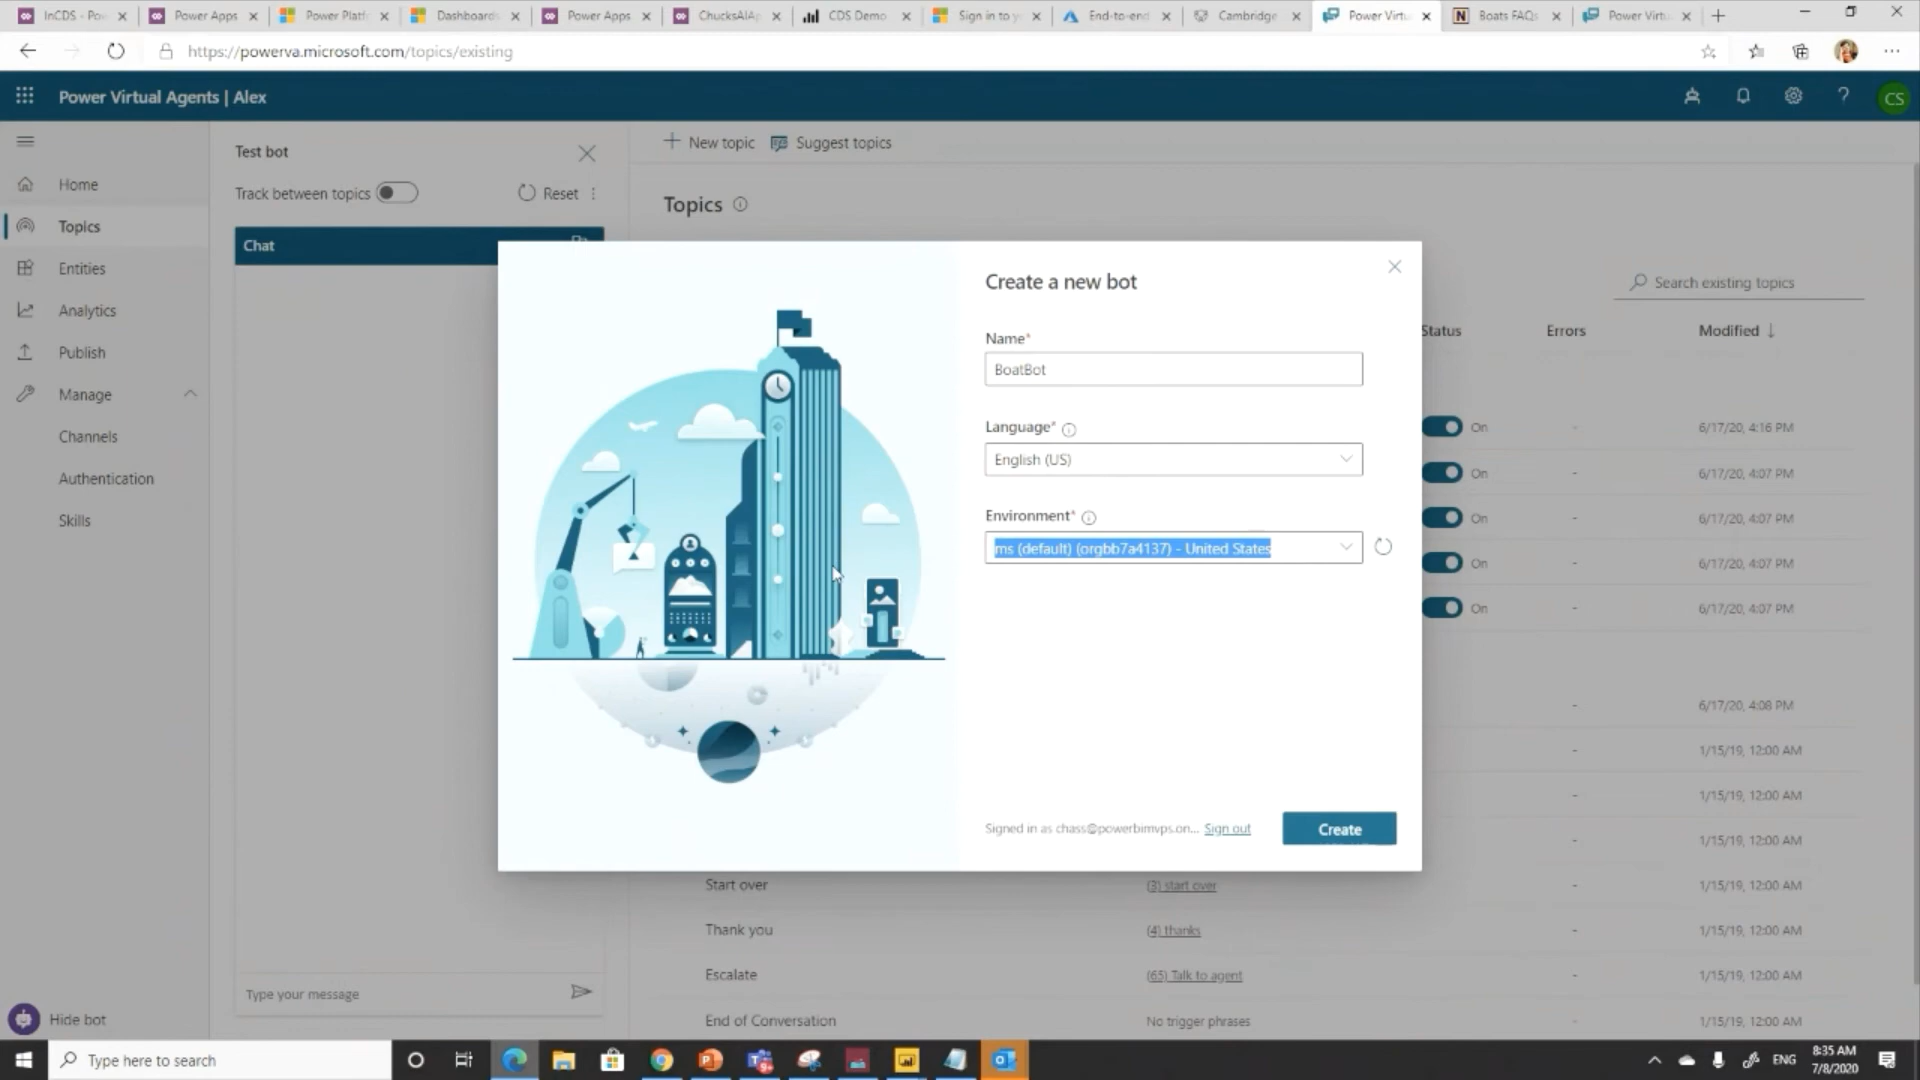 InCDS - Po
Power Apps
Power Platf
Dashboards
Power Apps
ChucksAIAp
CDS Demo
Sign in to y
End-to-end
Cambridge
Power Virtu
Boats FAQs
Power Virtu
https://powerva.microsoft.com/topics/existing
Power Virtual Agents | Alex
CS
Home
Topics
Entities
Analytics
Publish
Manage
Channels
Authentication
Skills
Hide bot
Test bot
Track between topics
Reset
Chat
Type your message
New topic
Suggest topics
Topics
Search existing topics
Status
Errors
Modified
On
-
6/17/20, 4:16 PM
On
6/17/20, 4:07 PM
On
-
6/17/20, 4:07 PM
On
-
6/17/20, 4:07 PM
On
-
6/17/20, 4:07 PM
-
6/17/20, 4:08 PM
-
1/15/19, 12:00 AM
-
1/15/19, 12:00 AM
-
1/15/19, 12:00 AM
Start over
(3) start over
-
1/15/19, 12:00 AM
Thank you
(4) thanks
-
1/15/19, 12:00 AM
Escalate
(65) Talk to agent
-
1/15/19, 12:00 AM
End of Conversation
No trigger phrases
-
1/15/19, 12:00 AM
Create a new bot
Name*
BoatBot
Language*
English (US)
Environment*
ms (default) (orgbb7a4137) - United States
Signed in as chass@powerbimvps.on...
Sign out
Create
Type here to search
ENG
8:35 AM
7/8/2020